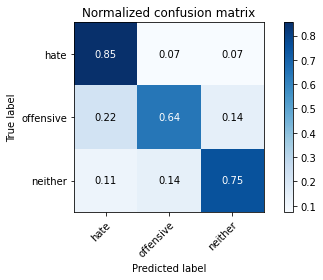 Normalized confusion matrix
True label
hate 0.85 0.07 0.07
offensive 0.22 0.64 0.14
neither 0.11 0.14 0.75
hate offensive neither
Predicted label
0.8
0.7
0.6
0.5
0.4
0.3
0.2
0.1